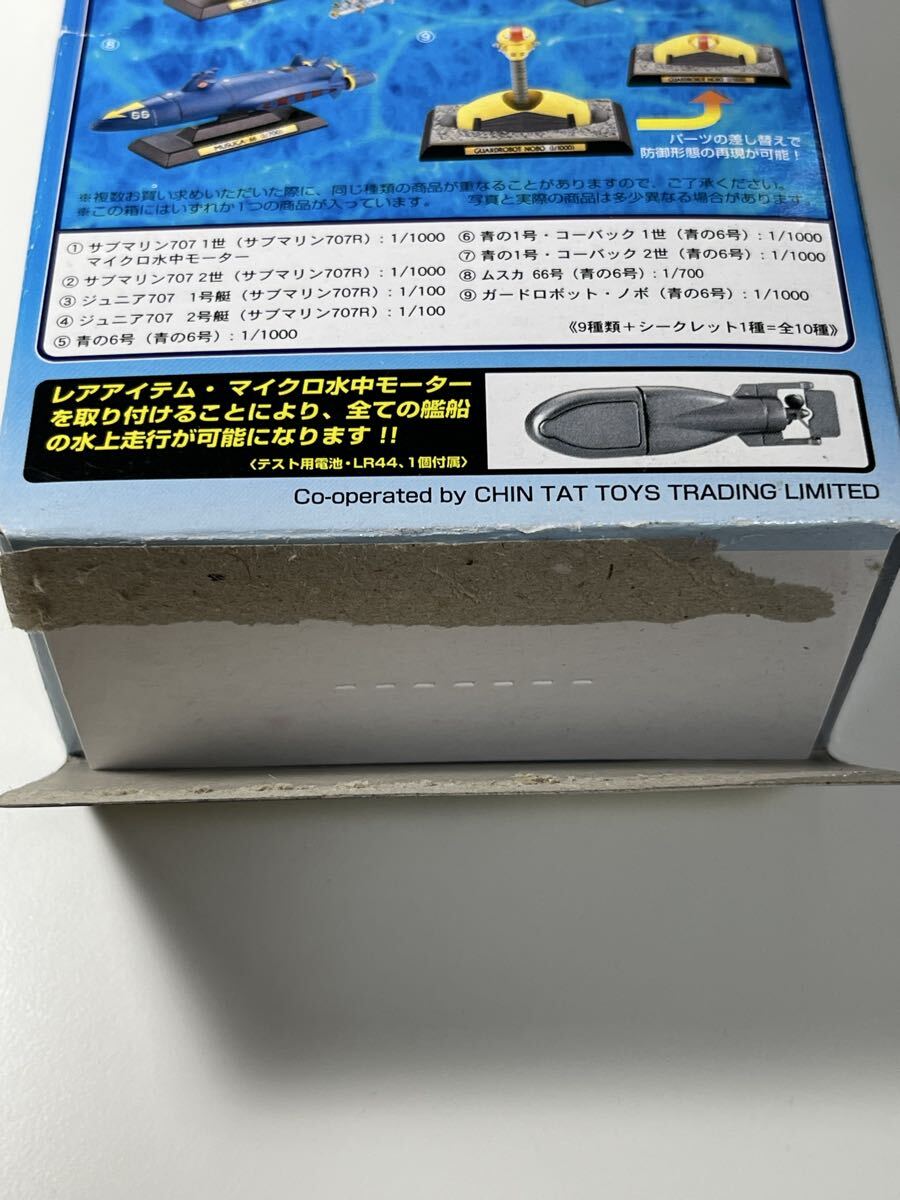 ⑧
⑨
66
MUSUCA 66 (1/700)
GUARDROBOT NOBO (1/1000)
パーツの差し替えで
防御形態の再現が可能！
※複数お買い求めいただいた際に、同じ種類の商品が重なることがありますので、ご了承ください。
※この箱にはいずれか1つの商品が入っています。 写真と実際の商品は多少異なる場合があります
① サブマリン707 1世（サブマリン707R）：1/1000
マイクロ水中モーター
② サブマリン707 2世（サブマリン707R）：1/1000
③ ジュニア707 1号艇（サブマリン707R）：1/100
④ ジュニア707 2号艇（サブマリン707R）：1/100
⑤ 青の6号（青の6号）：1/1000
⑥ 青の1号・コーバック 1世（青の6号）：1/1000
⑦ 青の1号・コーバック 2世（青の6号）：1/1000
⑧ ムスカ 66号（青の6号）：1/700
⑨ ガードロボット・ノボ（青の6号）：1/1000
《9種類＋シークレット1種=全10種》
レアアイテム・マイクロ水中モーター
を取り付けることにより、全ての艦船
の水上走行が可能になります！！
〈テスト用電池・LR44、1個付属〉
Co-operated by CHIN TAT TOYS TRADING LIMITED